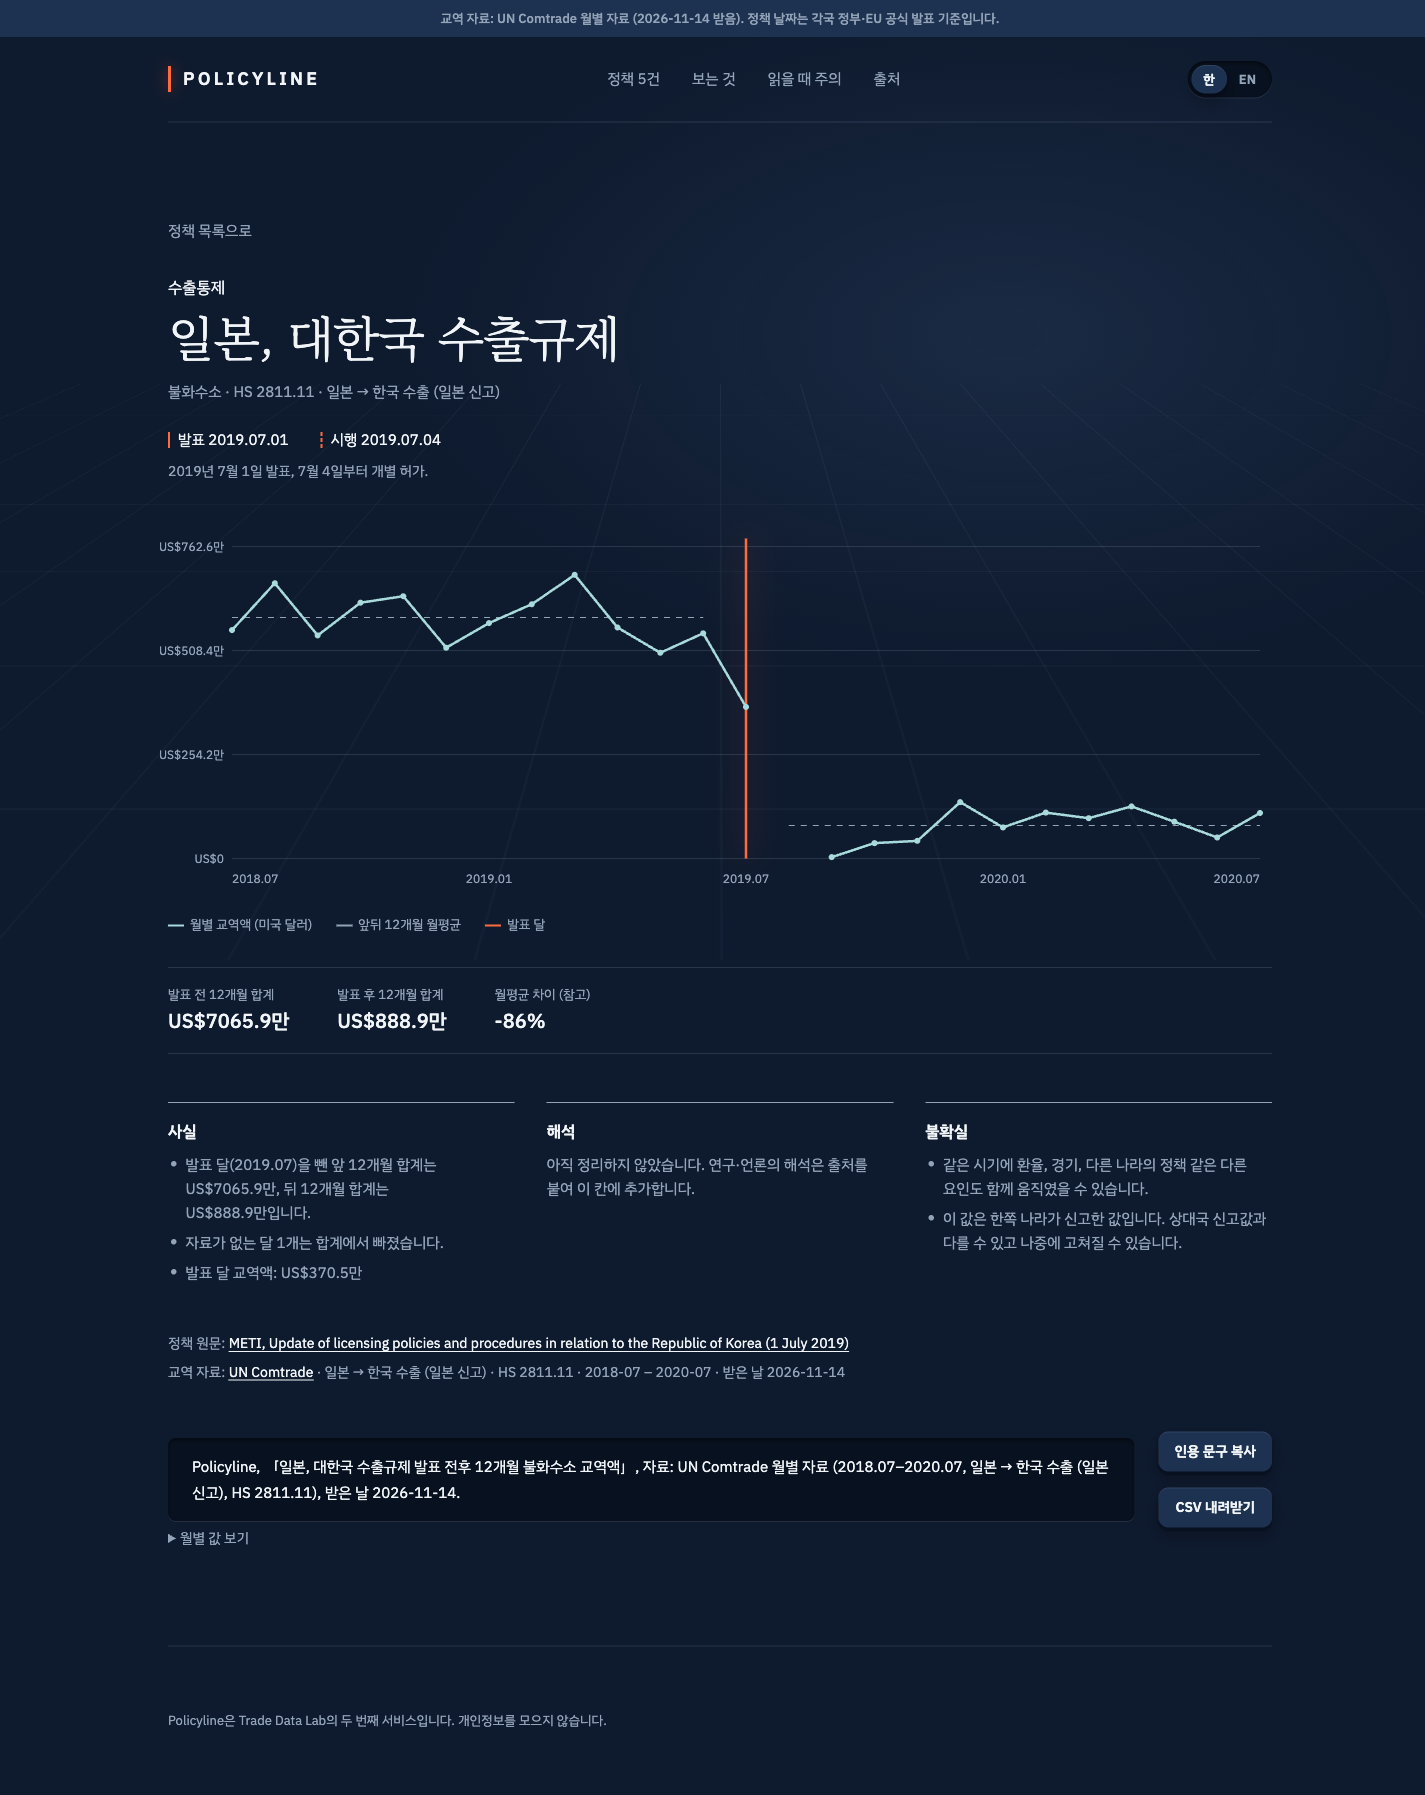 교역 자료: UN Comtrade 월별 자료 (2026-11-14 받음). 정책 날짜는 각국 정부·EU 공식 발표 기준입니다.
POLICYLINE
정책 5건
보는 것
읽을 때 주의
출처
한
EN
정책 목록으로
수출통제
일본, 대한국 수출규제
불화수소 · HS 2811.11 · 일본 → 한국 수출 (일본 신고)
발표 2019.07.01
시행 2019.07.04
2019년 7월 1일 발표, 7월 4일부터 개별 허가.
US$762.6만
US$508.4만
US$254.2만
US$0
2018.07
2019.01
2019.07
2020.01
2020.07
월별 교역액 (미국 달러)
앞뒤 12개월 월평균
발표 달
발표 전 12개월 합계
US$7065.9만
발표 후 12개월 합계
US$888.9만
월평균 차이 (참고)
-86%
사실
• 발표 달(2019.07)을 뺀 앞 12개월 합계는
US$7065.9만, 뒤 12개월 합계는
US$888.9만입니다.
• 자료가 없는 달 1개는 합계에서 빠졌습니다.
• 발표 달 교역액: US$370.5만
해석
아직 정리하지 않았습니다. 연구·언론의 해석은 출처를
붙여 이 칸에 추가합니다.
불확실
• 같은 시기에 환율, 경기, 다른 나라의 정책 같은 다른
요인도 함께 움직였을 수 있습니다.
• 이 값은 한쪽 나라가 신고한 값입니다. 상대국 신고값과
다를 수 있고 나중에 고쳐질 수 있습니다.
정책 원문: METI, Update of licensing policies and procedures in relation to the Republic of Korea (1 July 2019)
교역 자료: UN Comtrade · 일본 → 한국 수출 (일본 신고) · HS 2811.11 · 2018-07 – 2020-07 · 받은 날 2026-11-14
Policyline, 「일본, 대한국 수출규제 발표 전후 12개월 불화수소 교역액」, 자료: UN Comtrade 월별 자료 (2018.07–2020.07, 일본 → 한국 수출 (일본
신고), HS 2811.11), 받은 날 2026-11-14.
인용 문구 복사
CSV 내려받기
▶ 월별 값 보기
Policyline은 Trade Data Lab의 두 번째 서비스입니다. 개인정보를 모으지 않습니다.